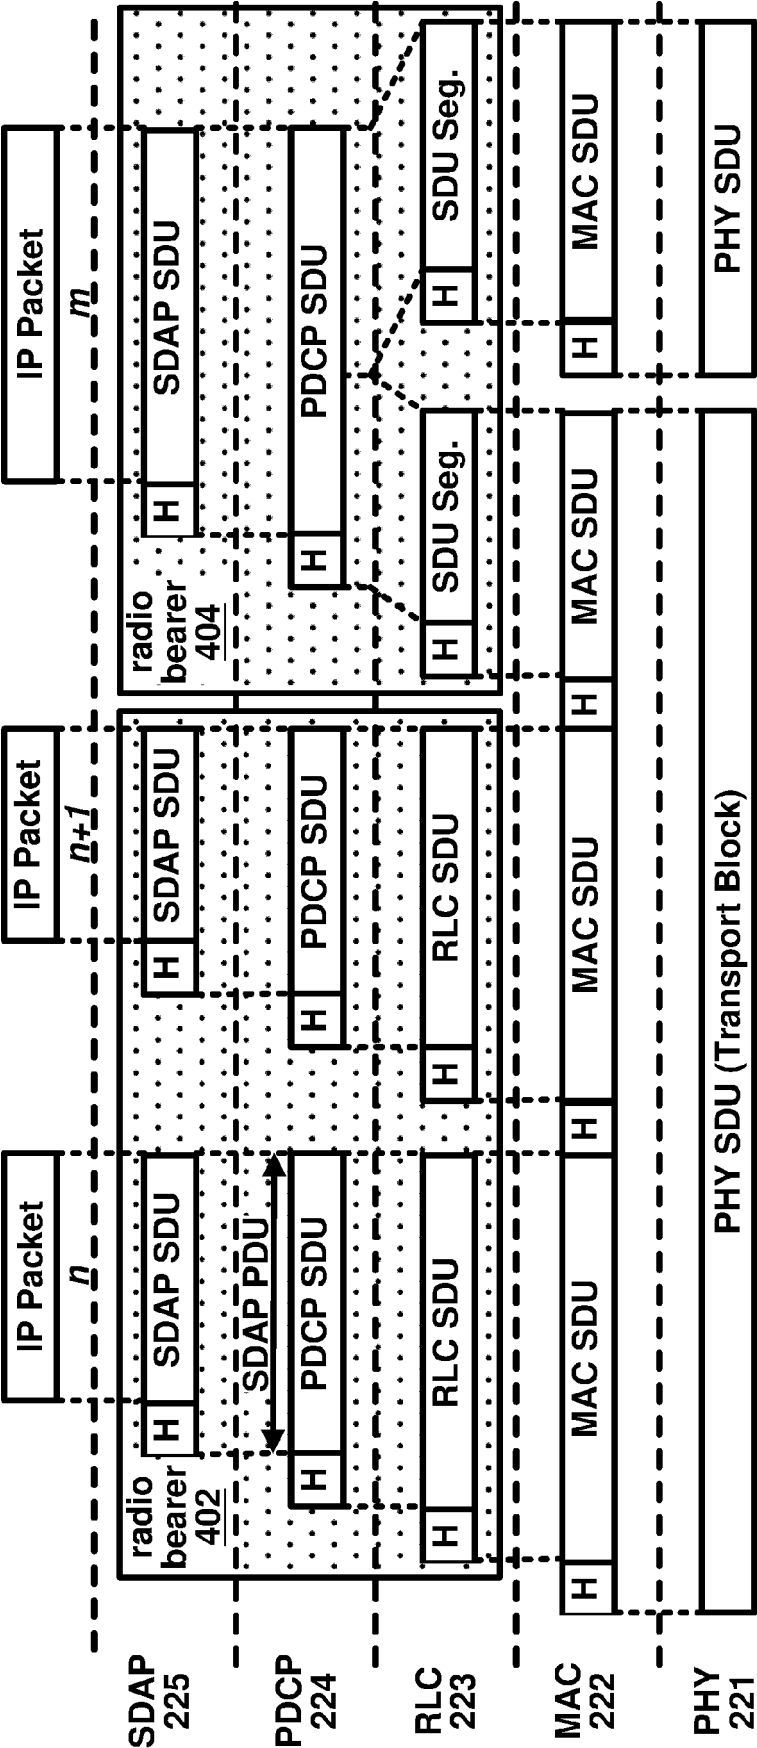 IP Packet
n
IP Packet
n+1
IP Packet
m
SDAP
225
radio
bearer
402
H
SDAP SDU
H
SDAP SDU
radio
bearer
404
H
SDAP SDU
SDAP PDU
PDCP
224
H
PDCP SDU
H
PDCP SDU
H
PDCP SDU
RLC
223
H
RLC SDU
H
RLC SDU
H
SDU Seg.
H
SDU Seg.
MAC
222
H
MAC SDU
H
MAC SDU
H
MAC SDU
H
MAC SDU
PHY
221
PHY SDU (Transport Block)
PHY SDU